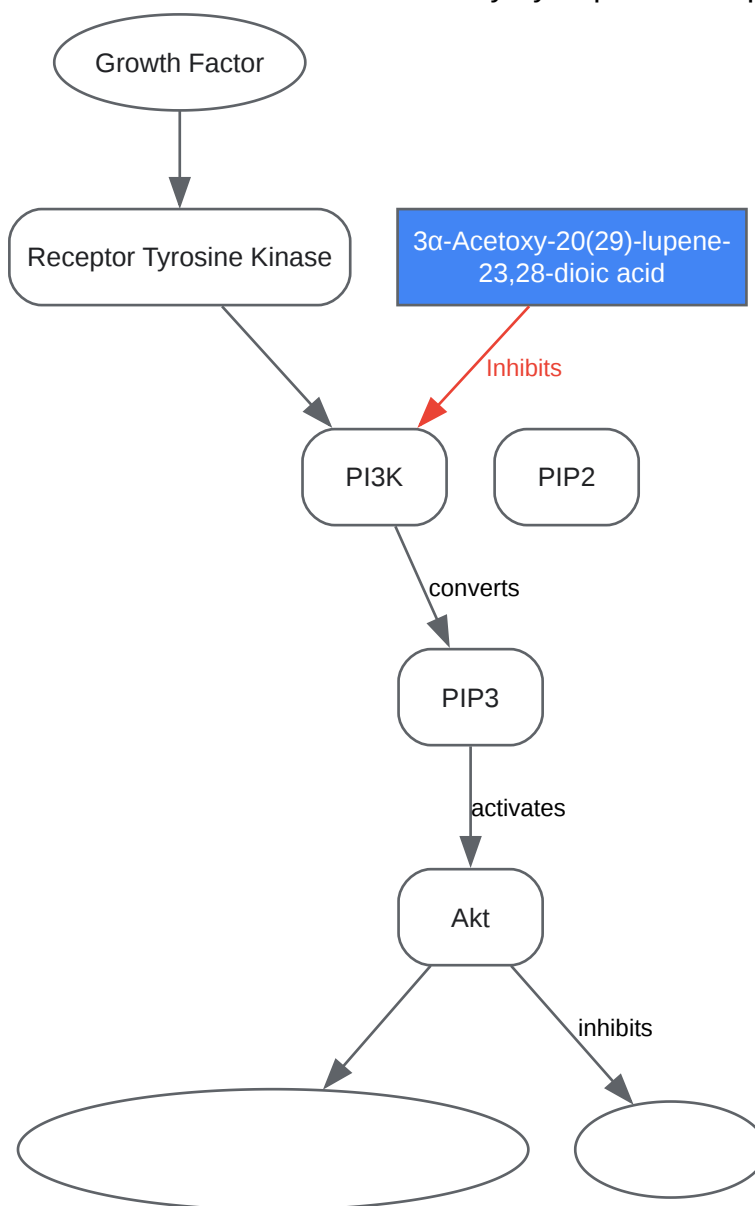 Growth Factor
Receptor Tyrosine Kinase
3α-Acetoxy-20(29)-lupene-
23,28-dioic acid
Inhibits
PI3K
PIP2
converts
PIP3
activates
Akt
inhibits